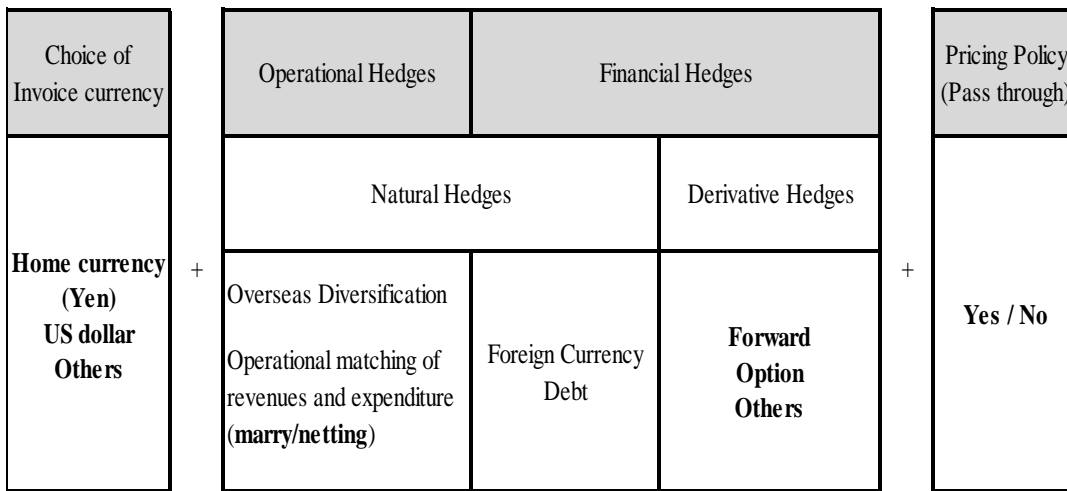 Choice of
Invoice currency
Home currency
(Yen)
US dollar
Others
+
Operational Hedges
Financial Hedges
Natural Hedges
Derivative Hedges
Overseas Diversification
Operational matching of
revenues and expenditure
(marry/netting)
Foreign Currency
Debt
Forward
Option
Others
+
Pricing Policy
(Pass through)
Yes / No